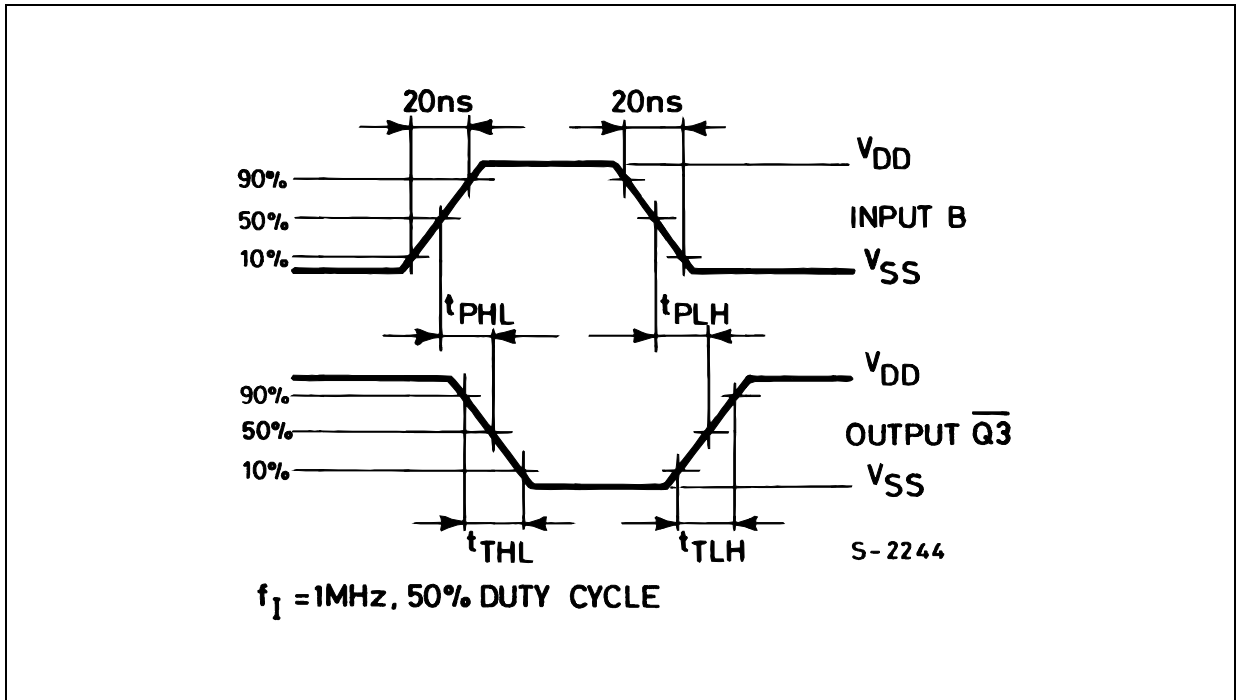 20ns 20ns
VDD
90%
50% INPUT B
10%
VSS
tPHL tPLH
VDD
90%
50% OUTPUT Q̅3̅
10%
VSS
tTHL tTLH S-2244
fI =1MHz, 50% DUTY CYCLE